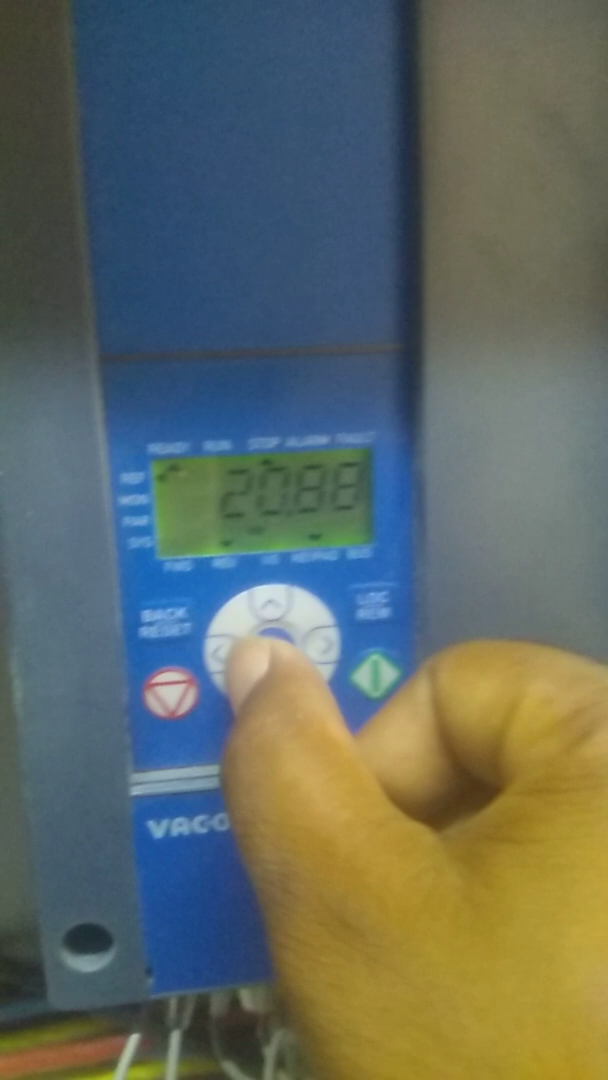 READY RUN STOP ALARM FAULT
REF
MON
PAR
SYS
20.88
FWD REV I/O KEYPAD BUS
BACK
RESET
LOC
REM
VACO